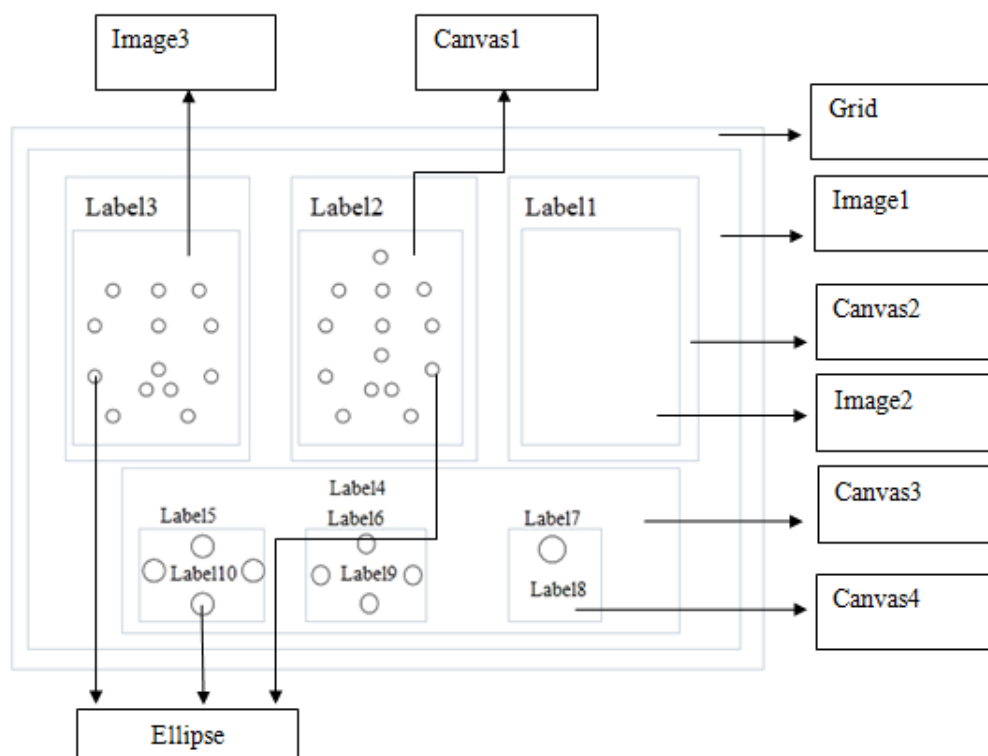 Image3
Canvas1
Grid
Label3
Label2
Label1
Image1
Canvas2
Image2
Label4
Canvas3
Label5
Label6
Label7
Label10
Label9
Label8
Canvas4
Ellipse